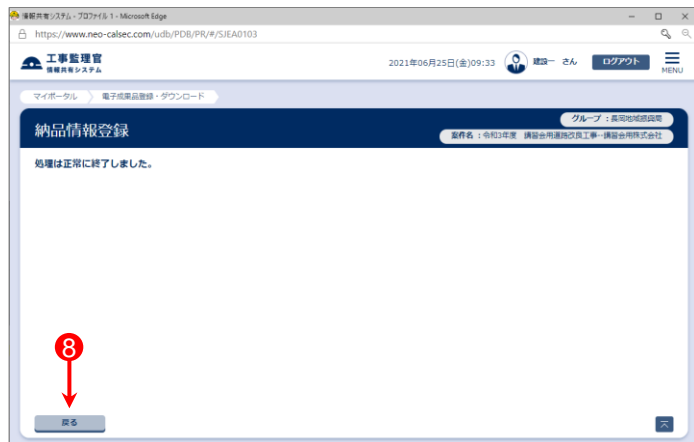 情報共有システム - プロファイル 1 - Microsoft Edge
https://www.neo-calsec.com/udb/PDB/PR/#/SJEA0103
工事監理官
情報共有システム
2021年06月25日(金)09:33
建設一 さん
ログアウト
MENU
マイポータル
電子成果品登録・ダウンロード
納品情報登録
グループ : 長岡地域振興局
案件名 : 令和3年度 講習会用道路改良工事--講習会用株式会社
処理は正常に終了しました。
8
戻る